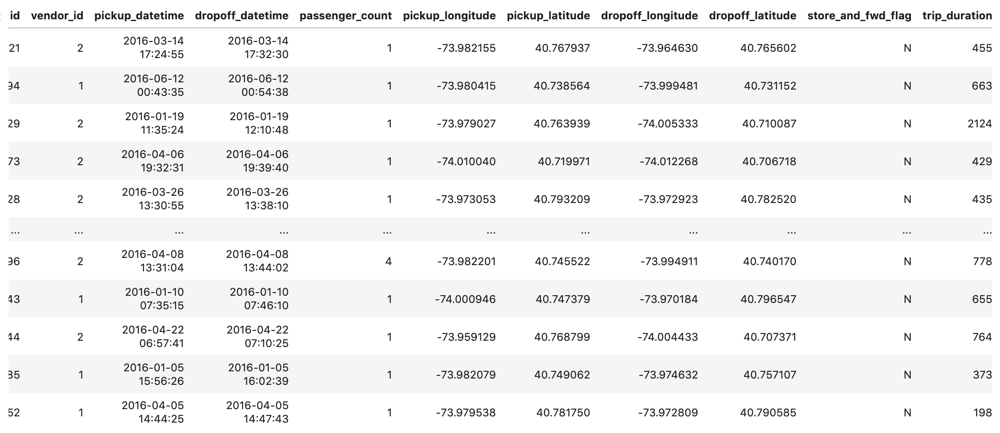 id vendor_id pickup_datetime dropoff_datetime passenger_count pickup_longitude pickup_latitude dropoff_longitude dropoff_latitude store_and_fwd_flag trip_duration
21 2 2016-03-14 17:24:55 2016-03-14 17:32:30 1 -73.982155 40.767937 -73.964630 40.765602 N 455
94 1 2016-06-12 00:43:35 2016-06-12 00:54:38 1 -73.980415 40.738564 -73.999481 40.731152 N 663
29 2 2016-01-19 11:35:24 2016-01-19 12:10:48 1 -73.979027 40.763939 -74.005333 40.710087 N 2124
73 2 2016-04-06 19:32:31 2016-04-06 19:39:40 1 -74.010040 40.719971 -74.012268 40.706718 N 429
28 2 2016-03-26 13:30:55 2016-03-26 13:38:10 1 -73.973053 40.793209 -73.972923 40.782520 N 435
... ... ... ... ... ... ... ... ... ... ...
96 2 2016-04-08 13:31:04 2016-04-08 13:44:02 4 -73.982201 40.745522 -73.994911 40.740170 N 778
43 1 2016-01-10 07:35:15 2016-01-10 07:46:10 1 -74.000946 40.747379 -73.970184 40.796547 N 655
44 2 2016-04-22 06:57:41 2016-04-22 07:10:25 1 -73.959129 40.768799 -74.004433 40.707371 N 764
85 1 2016-01-05 15:56:26 2016-01-05 16:02:39 1 -73.982079 40.749062 -73.974632 40.757107 N 373
52 1 2016-04-05 14:44:25 2016-04-05 14:47:43 1 -73.979538 40.781750 -73.972809 40.790585 N 198